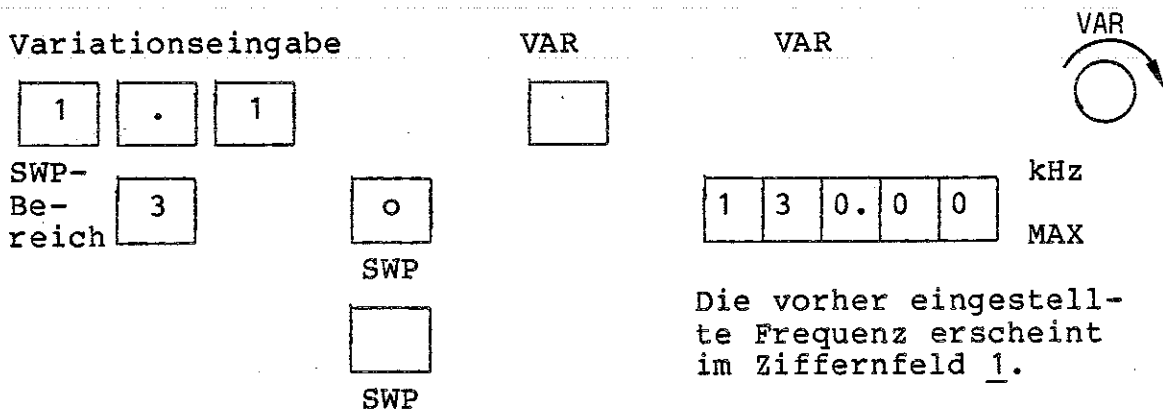 VAR
Variationseingabe VAR VAR
1 . 1
SWP-
Be-
reich
3 o
SWP
SWP
1 3 0. 0 0
kHz
MAX
Die vorher eingestell-
te Frequenz erscheint
im Ziffernfeld 1.